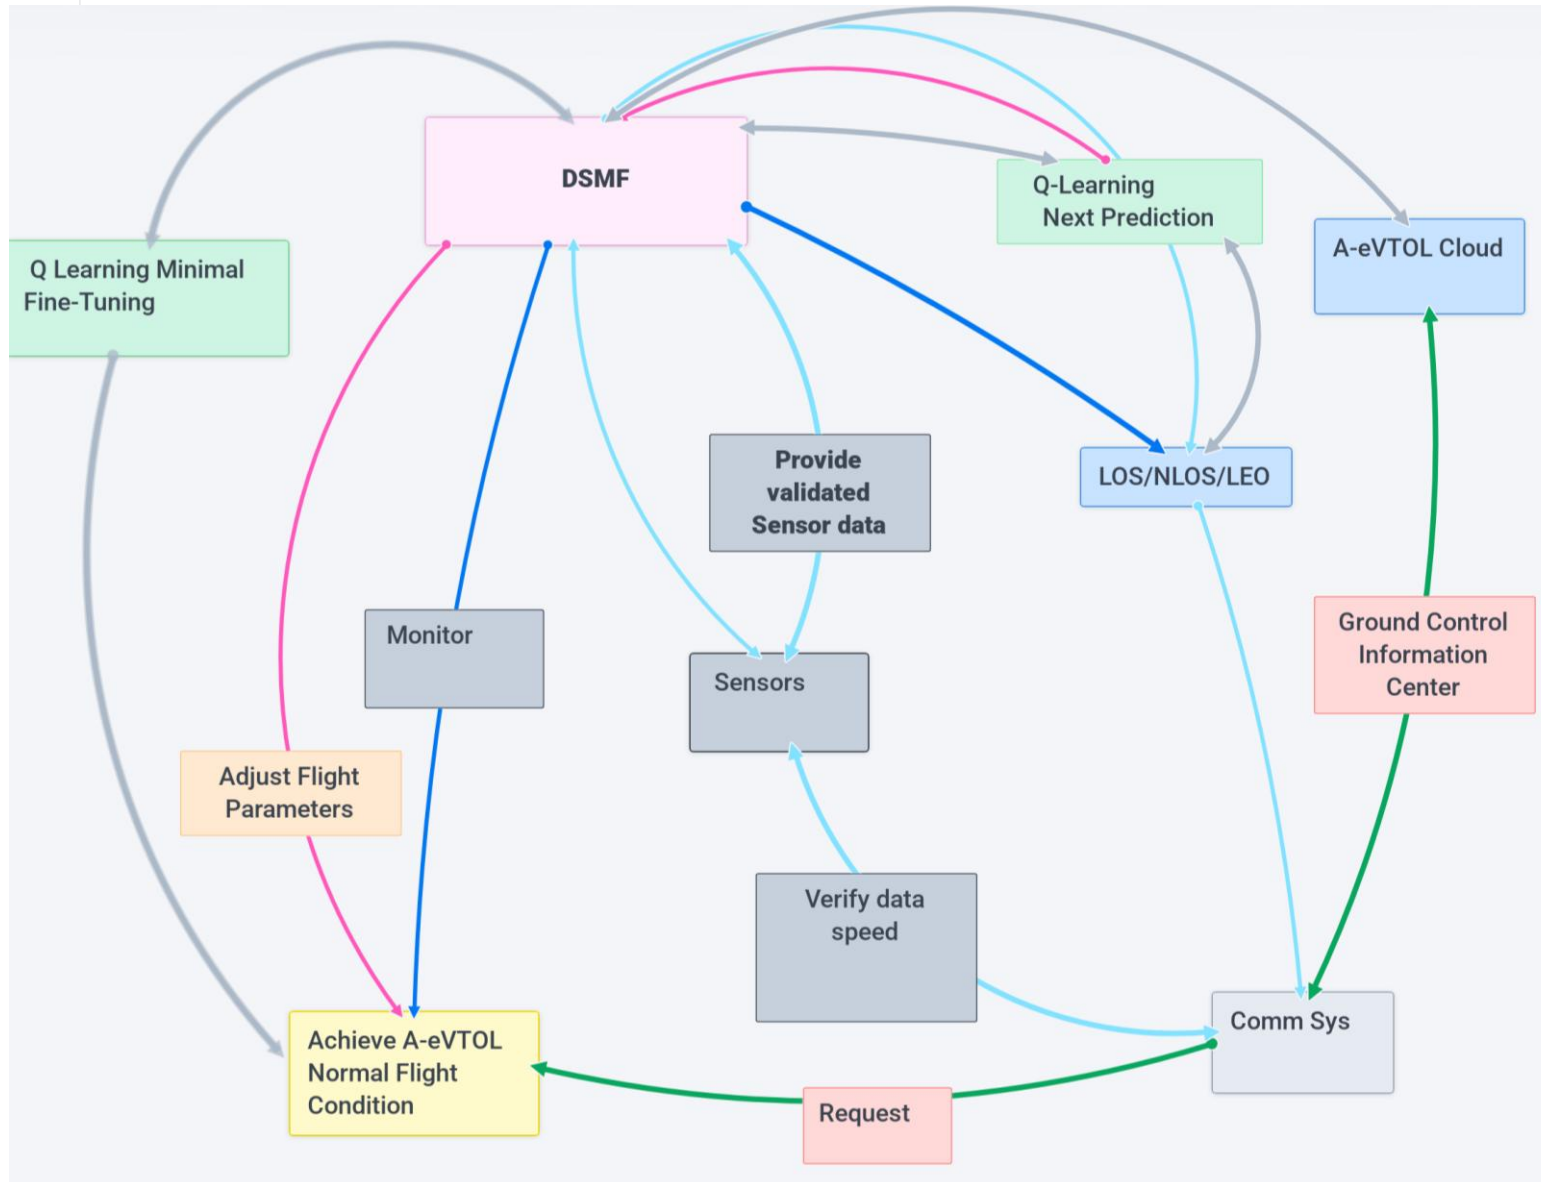 DSMF
Q-Learning
Next Prediction
A-eVTOL Cloud
Q Learning Minimal
Fine-Tuning
Provide
validated
Sensor data
LOS/NLOS/LEO
Monitor
Sensors
Ground Control
Information
Center
Adjust Flight
Parameters
Verify data
speed
Comm Sys
Achieve A-eVTOL
Normal Flight
Condition
Request